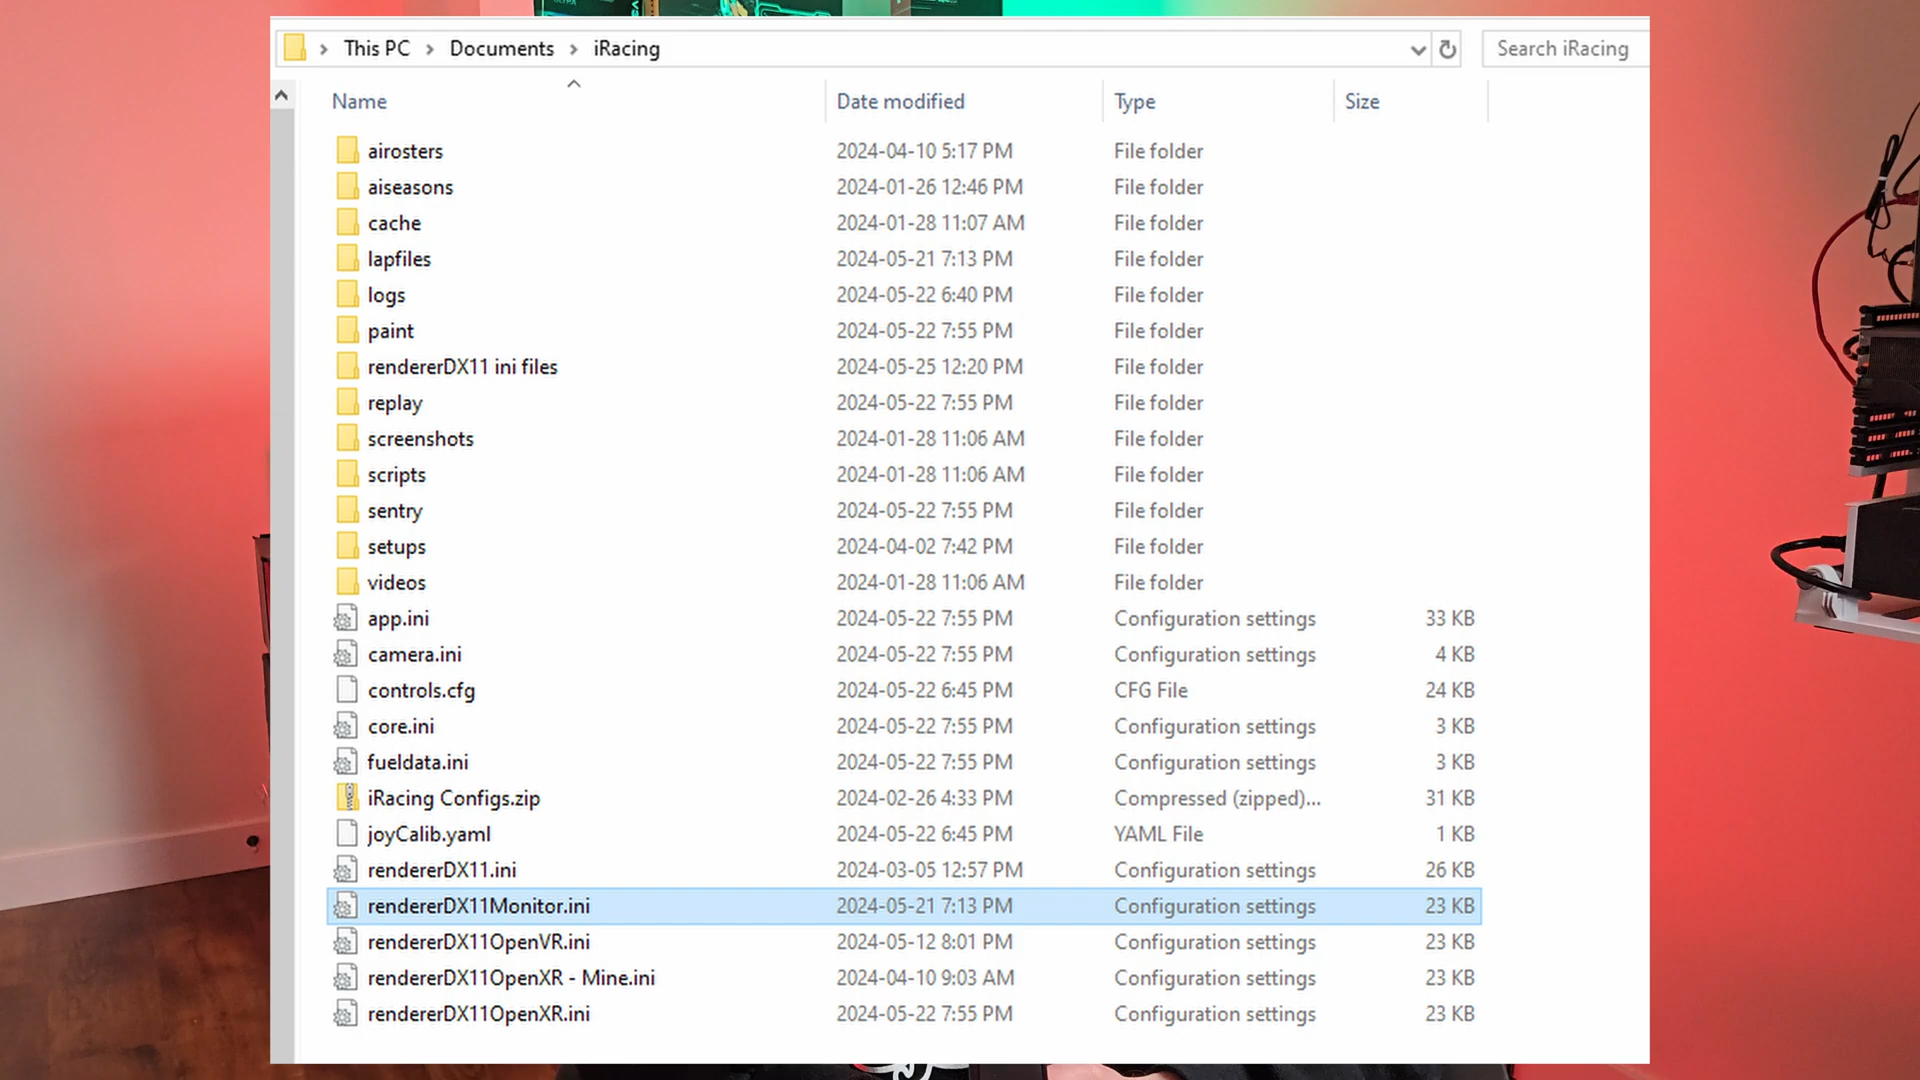 This PC > Documents > iRacing
Search iRacing
Name Date modified Type Size
airosters 2024-04-10 5:17 PM File folder
aiseasons 2024-01-26 12:46 PM File folder
cache 2024-01-28 11:07 AM File folder
lapfiles 2024-05-21 7:13 PM File folder
logs 2024-05-22 6:40 PM File folder
paint 2024-05-22 7:55 PM File folder
rendererDX11 ini files 2024-05-25 12:20 PM File folder
replay 2024-05-22 7:55 PM File folder
screenshots 2024-01-28 11:06 AM File folder
scripts 2024-01-28 11:06 AM File folder
sentry 2024-05-22 7:55 PM File folder
setups 2024-04-02 7:42 PM File folder
videos 2024-01-28 11:06 AM File folder
app.ini 2024-05-22 7:55 PM Configuration settings 33 KB
camera.ini 2024-05-22 7:55 PM Configuration settings 4 KB
controls.cfg 2024-05-22 6:45 PM CFG File 24 KB
core.ini 2024-05-22 7:55 PM Configuration settings 3 KB
fueldata.ini 2024-05-22 7:55 PM Configuration settings 3 KB
iRacing Configs.zip 2024-02-26 4:33 PM Compressed (zipped)... 31 KB
joyCalib.yaml 2024-05-22 6:45 PM YAML File 1 KB
rendererDX11.ini 2024-03-05 12:57 PM Configuration settings 26 KB
rendererDX11Monitor.ini 2024-05-21 7:13 PM Configuration settings 23 KB
rendererDX11OpenVR.ini 2024-05-12 8:01 PM Configuration settings 23 KB
rendererDX11OpenXR - Mine.ini 2024-04-10 9:03 AM Configuration settings 23 KB
rendererDX11OpenXR.ini 2024-05-22 7:55 PM Configuration settings 23 KB